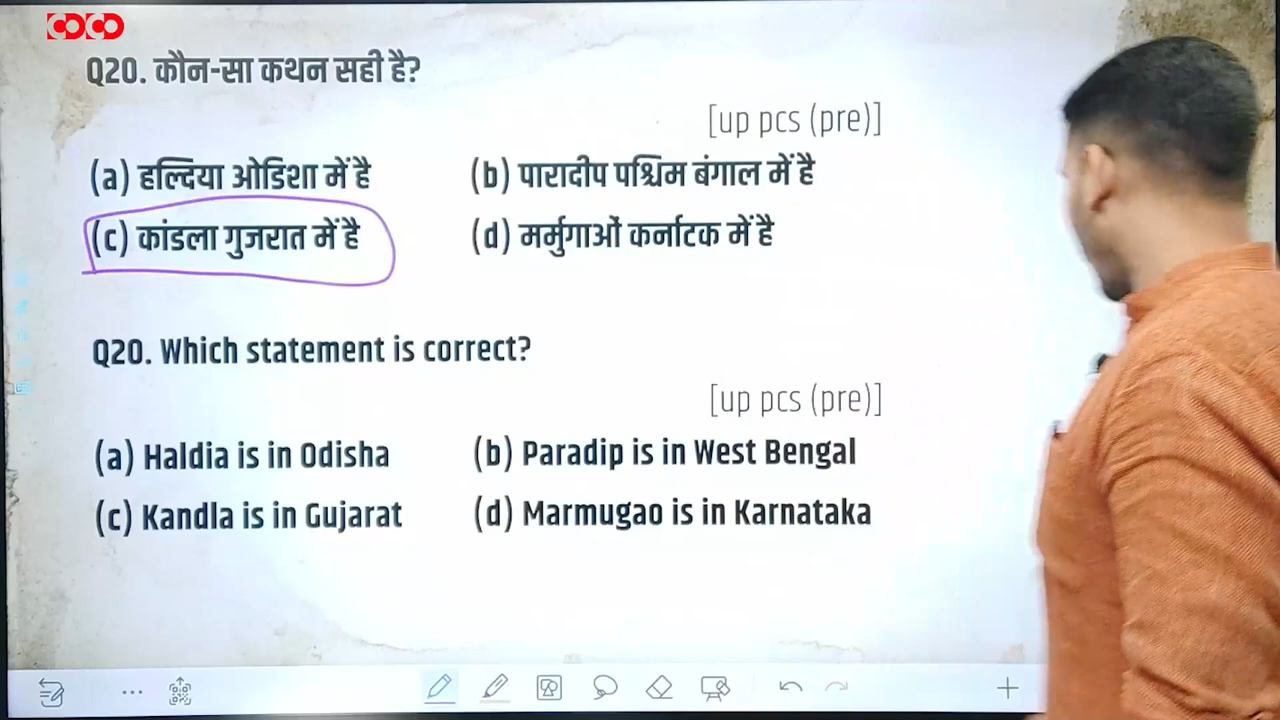 COCO
Q20. कौन-सा कथन सही है?
[up pcs (pre)]
(a) हल्दिया ओडिशा में है (b) पारादीप पश्चिम बंगाल में है
(c) कांडला गुजरात में है (d) मर्मुगाओं कर्नाटक में है
Q20. Which statement is correct?
[up pcs (pre)]
(a) Haldia is in Odisha (b) Paradip is in West Bengal
(c) Kandla is in Gujarat (d) Marmugao is in Karnataka